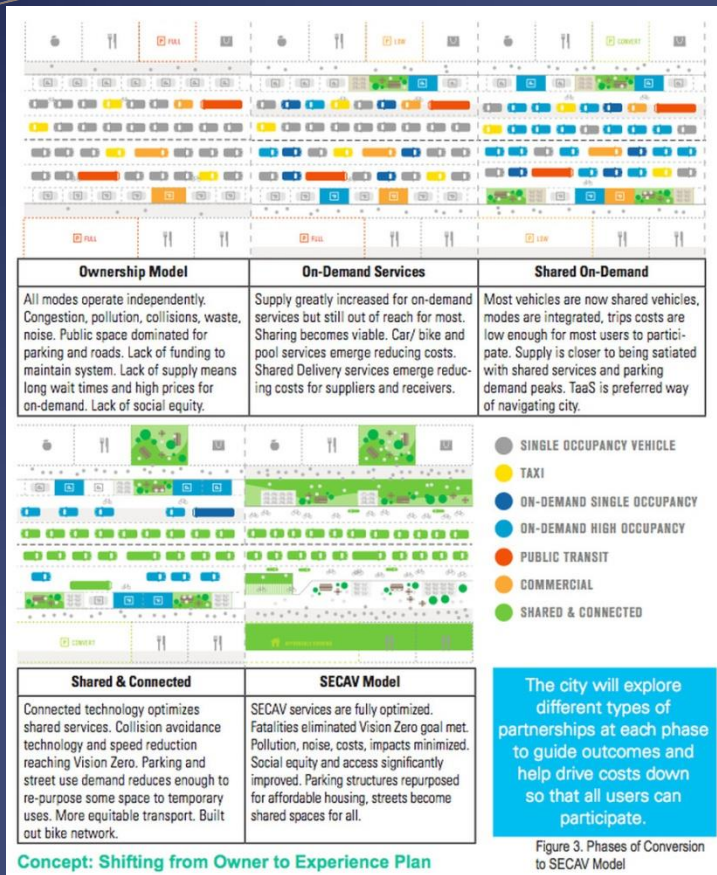 P FULL
P LOW
P CONVERT
P FULL
P FULL
P LOW
Ownership Model
All modes operate independently.
Congestion, pollution, collisions, waste,
noise. Public space dominated for
parking and roads. Lack of funding to
maintain system. Lack of supply means
long wait times and high prices for
on-demand. Lack of social equity.
On-Demand Services
Supply greatly increased for on-demand
services but still out of reach for most.
Sharing becomes viable. Car/ bike and
pool services emerge reducing costs.
Shared Delivery services emerge reduc-
ing costs for suppliers and receivers.
Shared On-Demand
Most vehicles are now shared vehicles,
modes are integrated, trips costs are
low enough for most users to partici-
pate. Supply is closer to being satiated
with shared services and parking
demand peaks. TaaS is preferred way
of navigating city.
SINGLE OCCUPANCY VEHICLE
TAXI
ON-DEMAND SINGLE OCCUPANCY
ON-DEMAND HIGH OCCUPANCY
PUBLIC TRANSIT
COMMERCIAL
SHARED & CONNECTED
P CONVERT
Shared & Connected
Connected technology optimizes
shared services. Collision avoidance
technology and speed reduction
reaching Vision Zero. Parking and
street use demand reduces enough to
re-purpose some space to temporary
uses. More equitable transport. Built
out bike network.
SECAV Model
SECAV services are fully optimized.
Fatalities eliminated Vision Zero goal met.
Pollution, noise, costs, impacts minimized.
Social equity and access significantly
improved. Parking structures repurposed
for affordable housing, streets become
shared spaces for all.
The city will explore
different types of
partnerships at each phase
to guide outcomes and
help drive costs down
so that all users can
participate.
Figure 3. Phases of Conversion
to SECAV Model
Concept: Shifting from Owner to Experience Plan